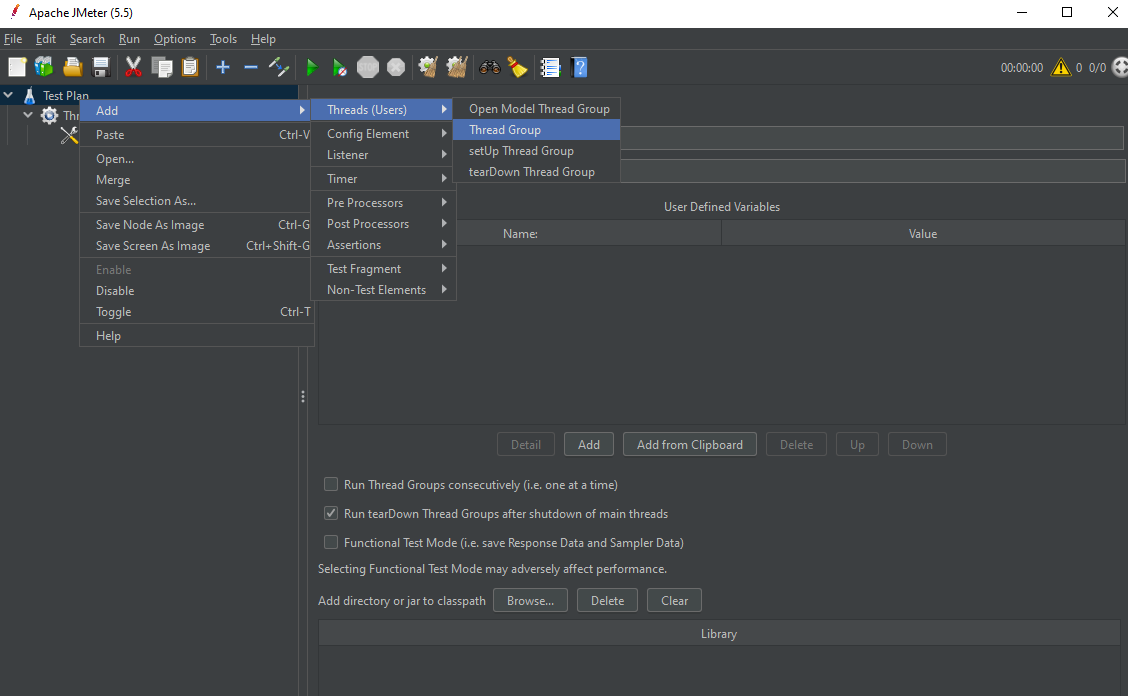 Apache JMeter (5.5)
File Edit Search Run Options Tools Help
00:00:00 0 0/0
Test Plan
Add
Paste Ctrl-V
Open...
Merge
Save Selection As...
Save Node As Image Ctrl-G
Save Screen As Image Ctrl+Shift-G
Enable
Disable
Toggle Ctrl-T
Help
Threads (Users)
Config Element
Listener
Timer
Pre Processors
Post Processors
Assertions
Test Fragment
Non-Test Elements
Open Model Thread Group
Thread Group
setUp Thread Group
tearDown Thread Group
User Defined Variables
Name: Value
Detail Add Add from Clipboard Delete Up Down
Run Thread Groups consecutively (i.e. one at a time)
Run tearDown Thread Groups after shutdown of main threads
Functional Test Mode (i.e. save Response Data and Sampler Data)
Selecting Functional Test Mode may adversely affect performance.
Add directory or jar to classpath Browse... Delete Clear
Library